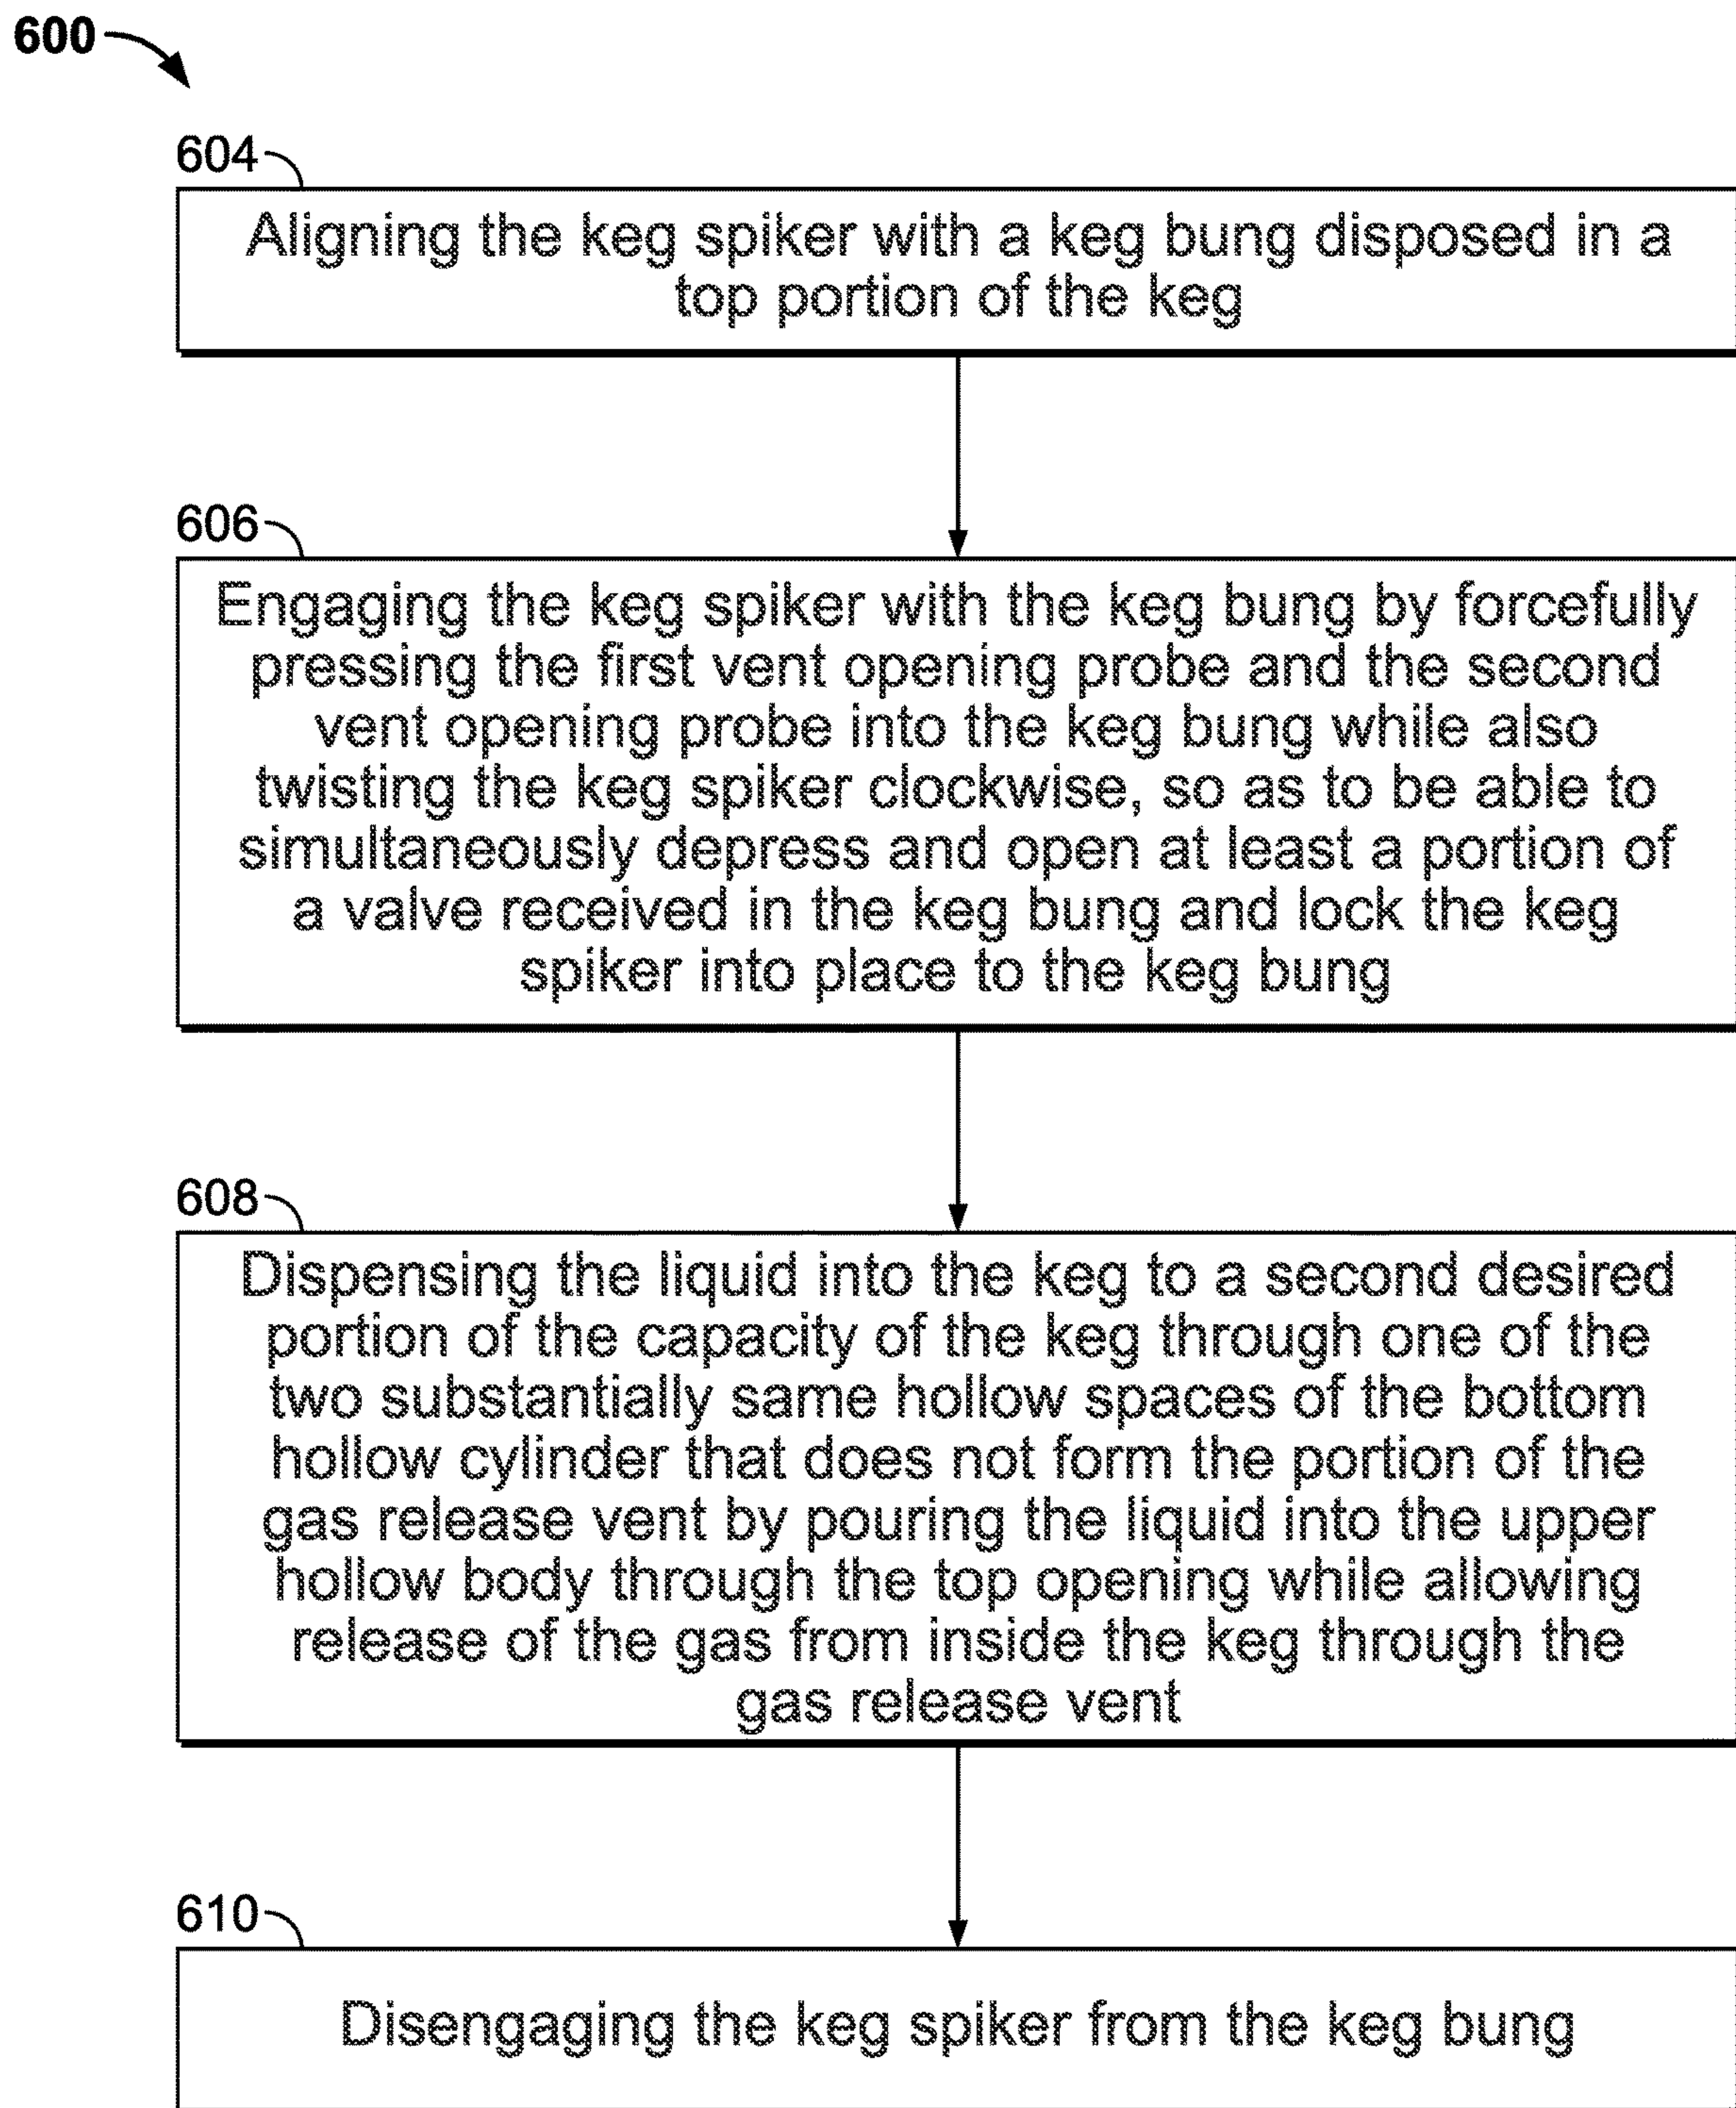 600
604
Aligning the keg spiker with a keg bung disposed in a
top portion of the keg
606
Engaging the keg spiker with the keg bung by forcefully
pressing the first vent opening probe and the second
vent opening probe into the keg bung while also
twisting the keg spiker clockwise, so as to be able to
simultaneously depress and open at least a portion of
a valve received in the keg bung and lock the keg
spiker into place to the keg bung
608
Dispensing the liquid into the keg to a second desired
portion of the capacity of the keg through one of the
two substantially same hollow spaces of the bottom
hollow cylinder that does not form the portion of the
gas release vent by pouring the liquid into the upper
hollow body through the top opening while allowing
release of the gas from inside the keg through the
gas release vent
610
Disengaging the keg spiker from the keg bung